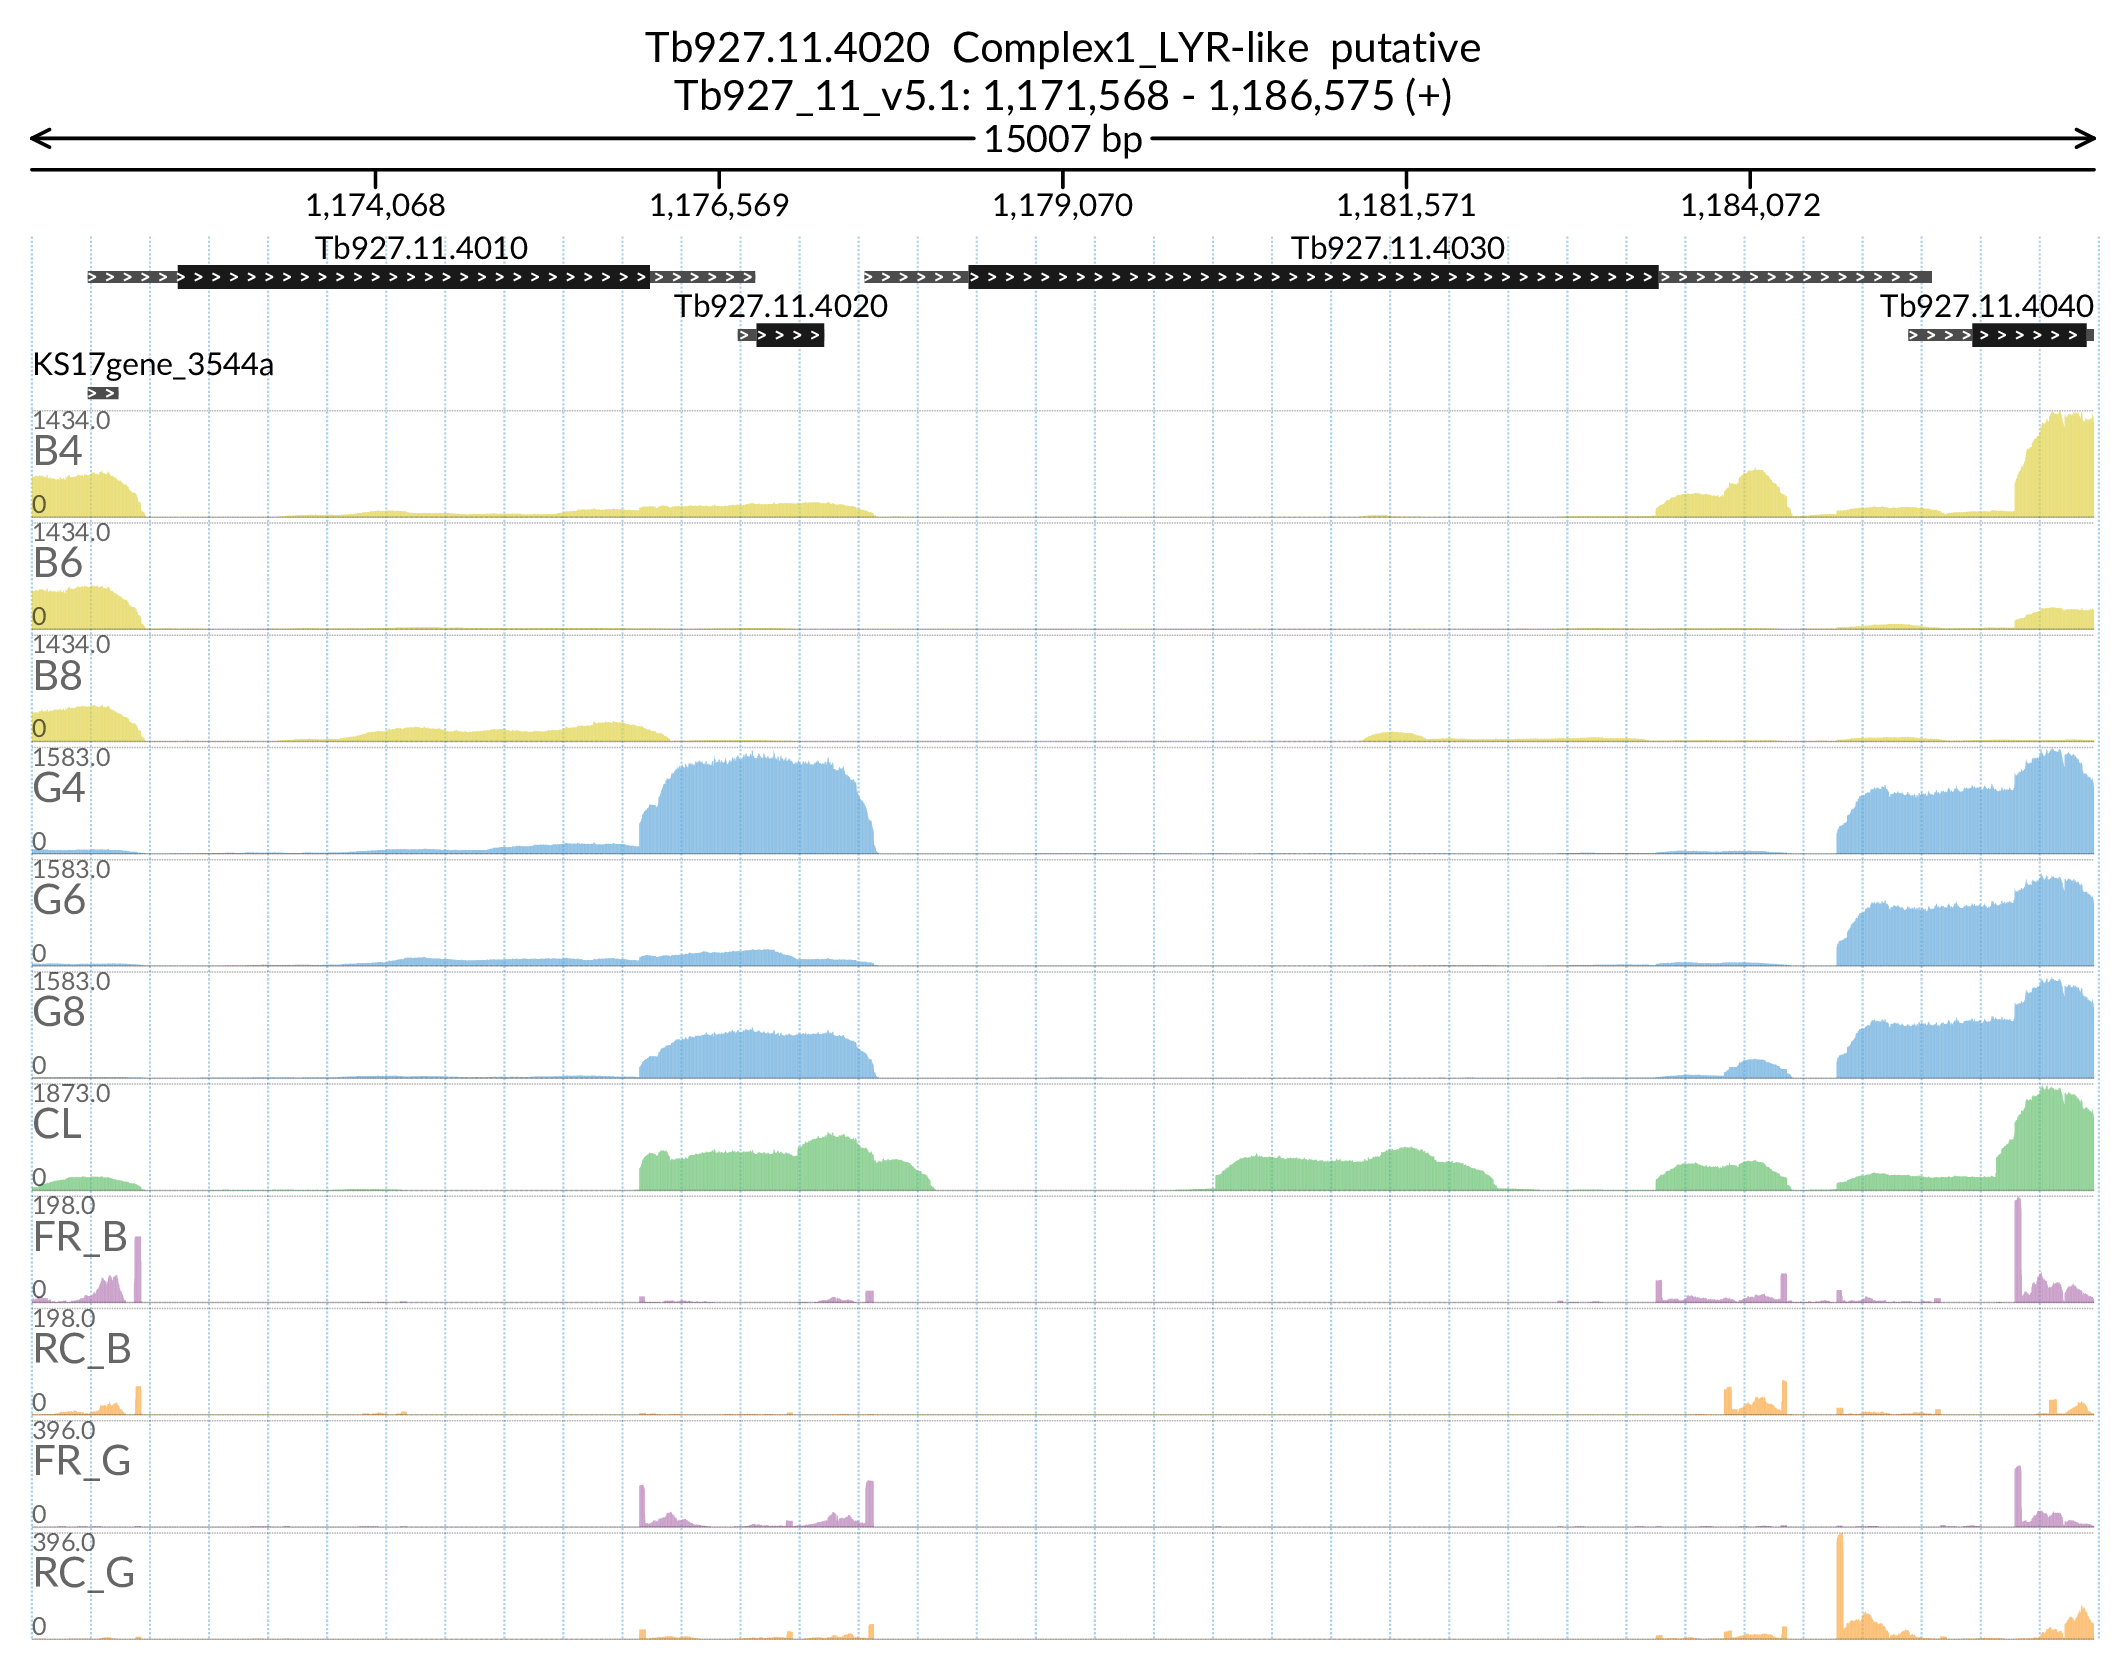 Tb927.11.4020 Complex1_LYR-like putative
Tb927_11_v5.1: 1,171,568 - 1,186,575 (+)
15007 bp
1,174,068 1,176,569 1,179,070 1,181,571 1,184,072
Tb927.11.4010 Tb927.11.4030
Tb927.11.4020 Tb927.11.4040
KS17gene_3544a
1434.0
B4
0
1434.0
B6
0
1434.0
B8
0
1583.0
G4
0
1583.0
G6
0
1583.0
G8
0
1873.0
CL
0
198.0
FR_B
0
198.0
RC_B
0
396.0
FR_G
0
396.0
RC_G
0